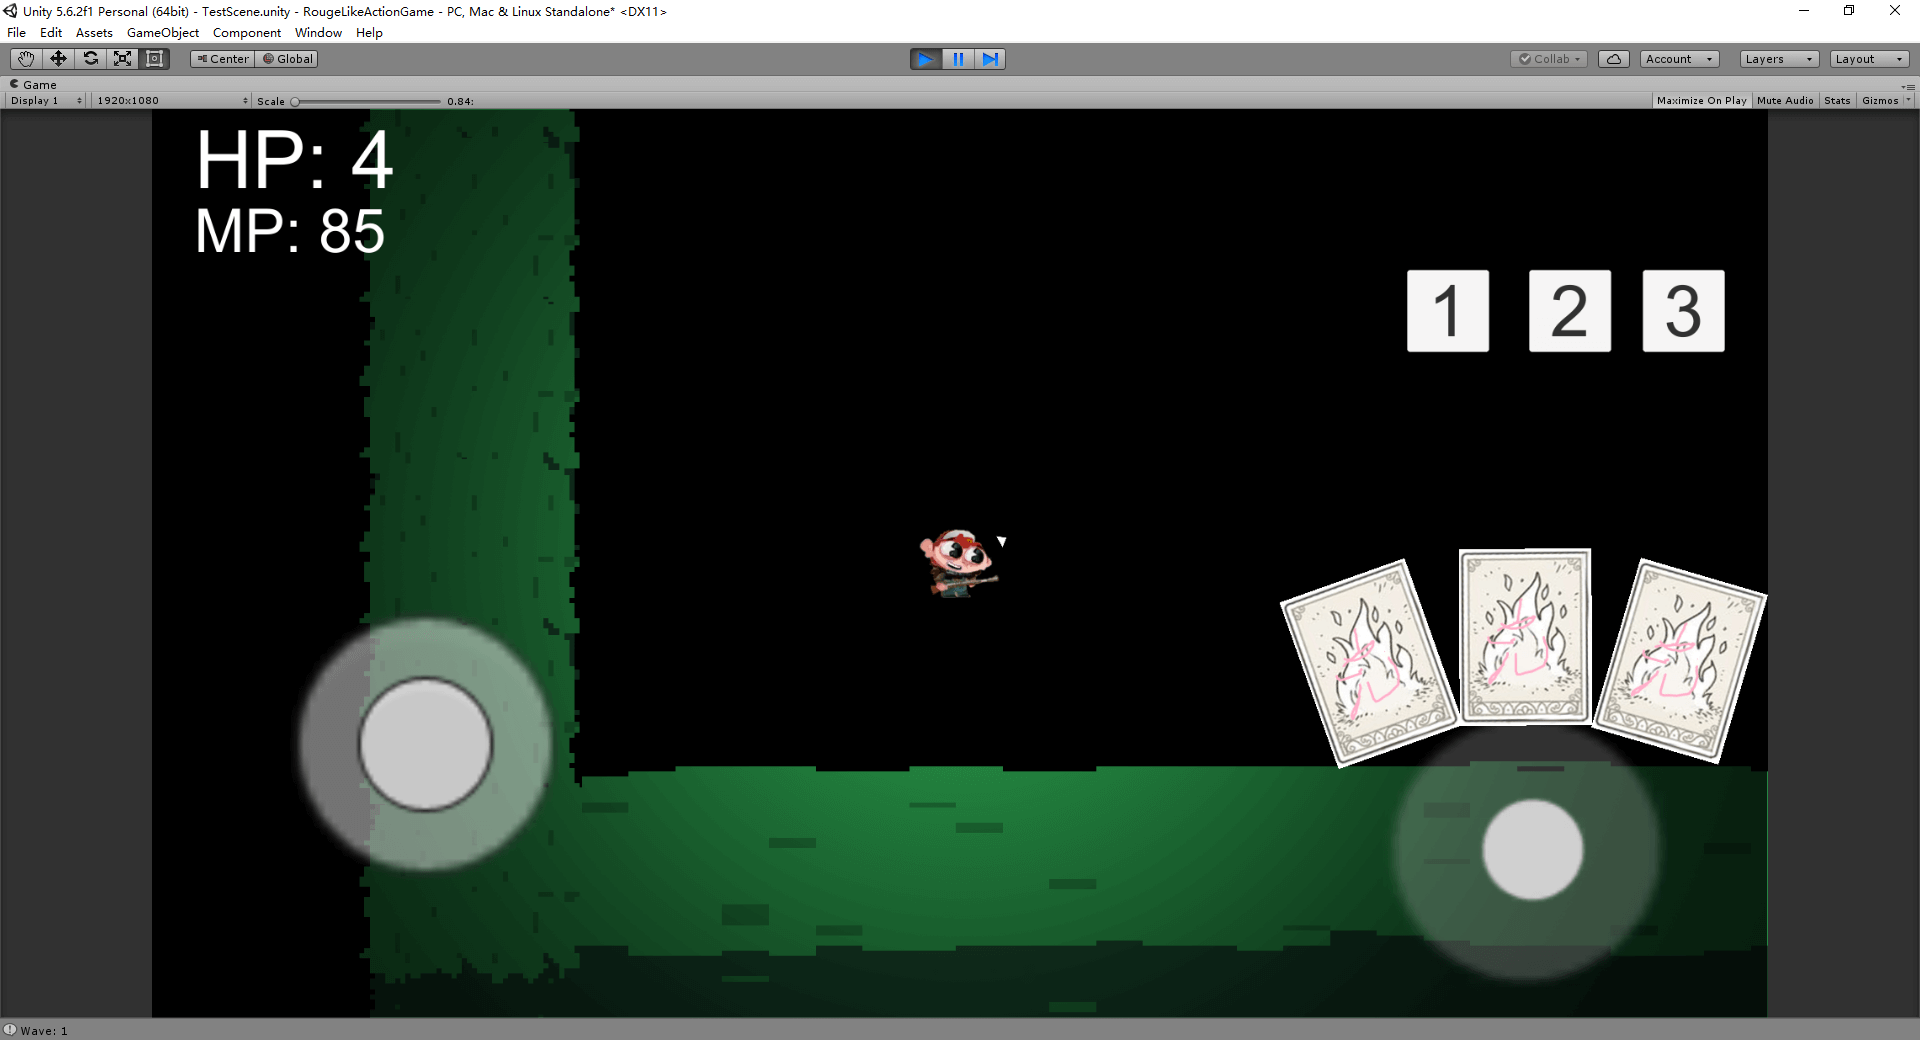 Unity 5.6.2f1 Personal (64bit) - TestScene.unity - RougeLikeActionGame - PC, Mac & Linux Standalone* <DX11>
File Edit Assets GameObject Component Window Help
Center Global Collab Account Layers Layout
Game
Display 1 1920x1080 Scale 0.84: Maximize On Play Mute Audio Stats Gizmos
HP: 4
MP: 85
1 2 3
Wave: 1